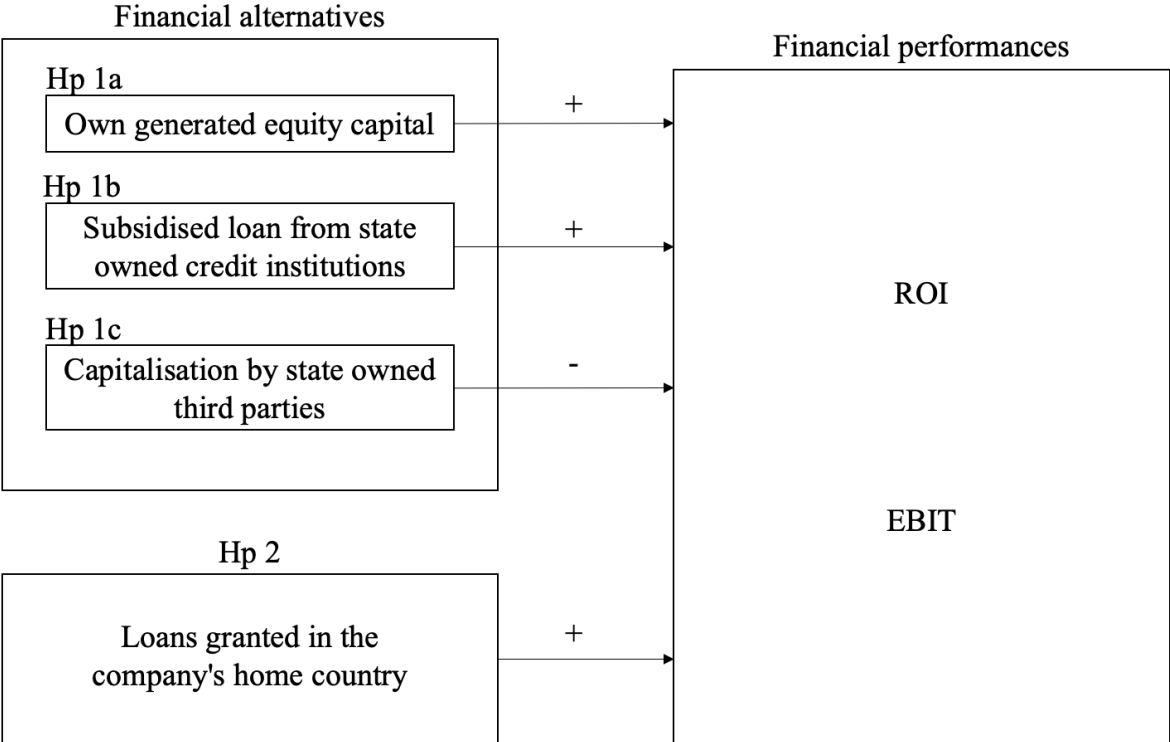 Financial alternatives
Hp 1a
Own generated equity capital
+
Hp 1b
Subsidised loan from state
owned credit institutions
+
Hp 1c
Capitalisation by state owned
third parties
-
Hp 2
Loans granted in the
company's home country
+
Financial performances
ROI
EBIT